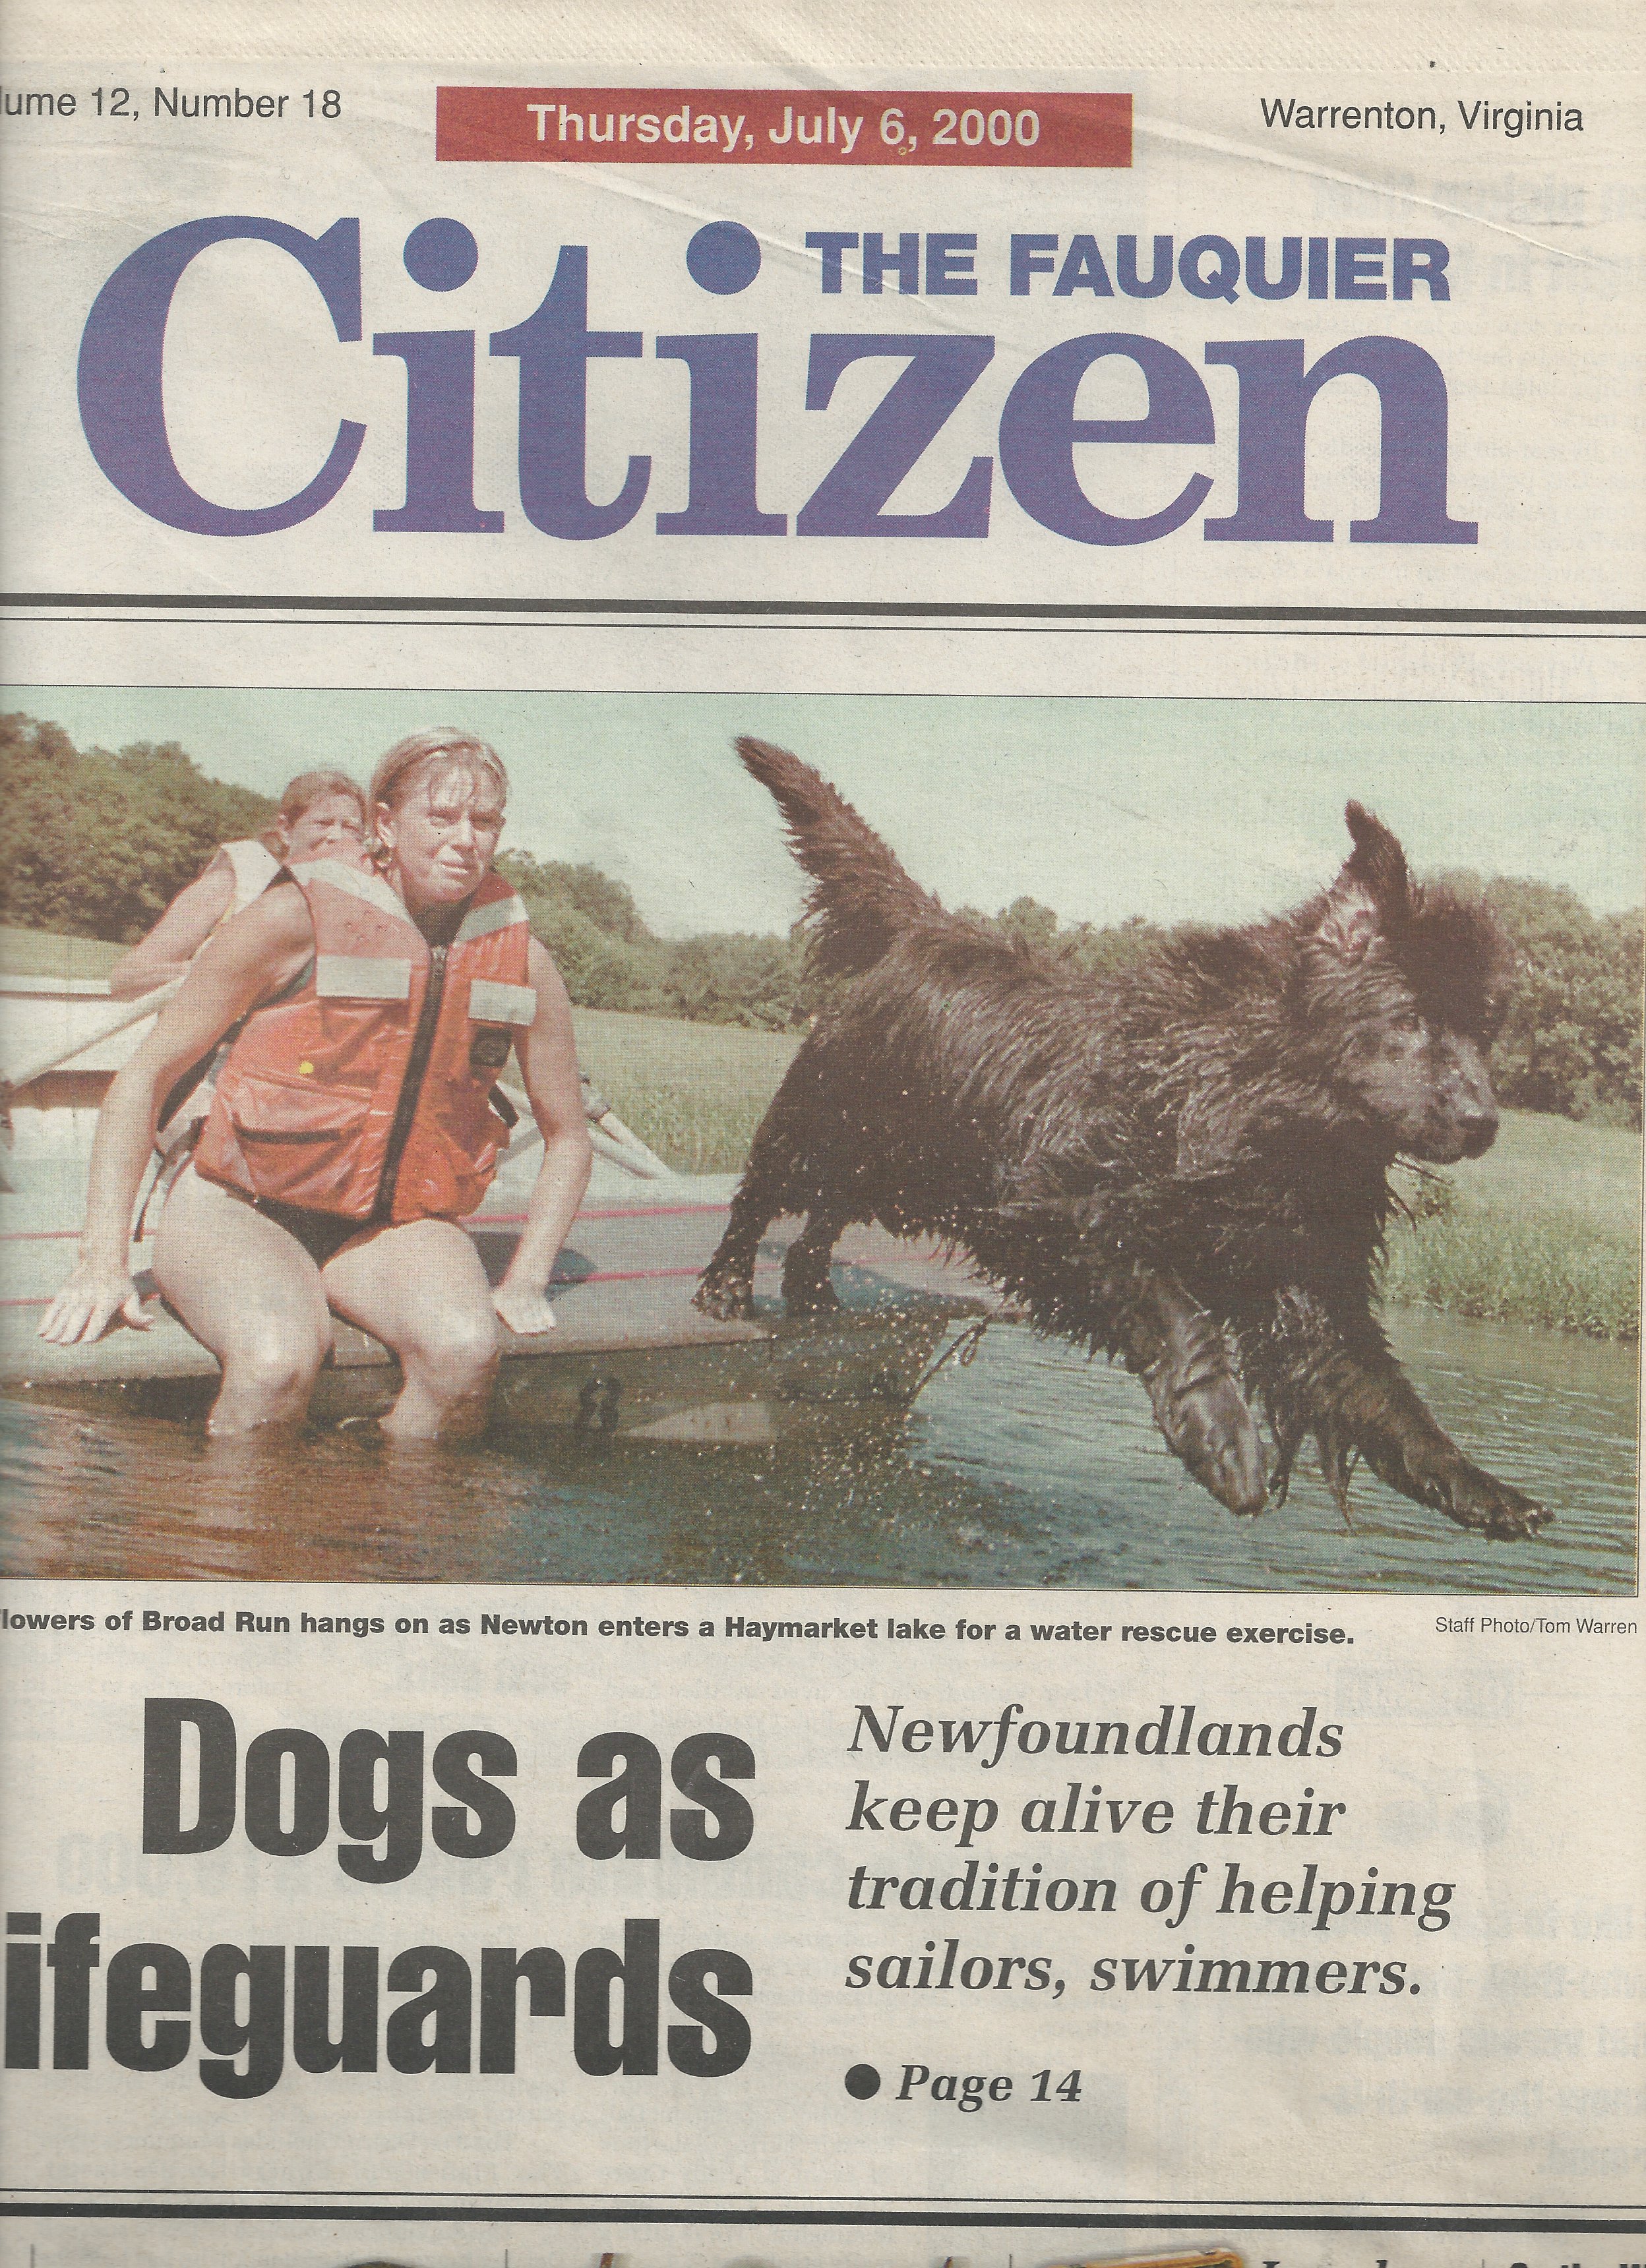 lume 12, Number 18
Thursday, July 6, 2000
Warrenton, Virginia
THE FAUQUIER
Citizen
lowers of Broad Run hangs on as Newton enters a Haymarket lake for a water rescue exercise.
Staff Photo/Tom Warren
Dogs as
ifeguards
Newfoundlands
keep alive their
tradition of helping
sailors, swimmers.
● Page 14